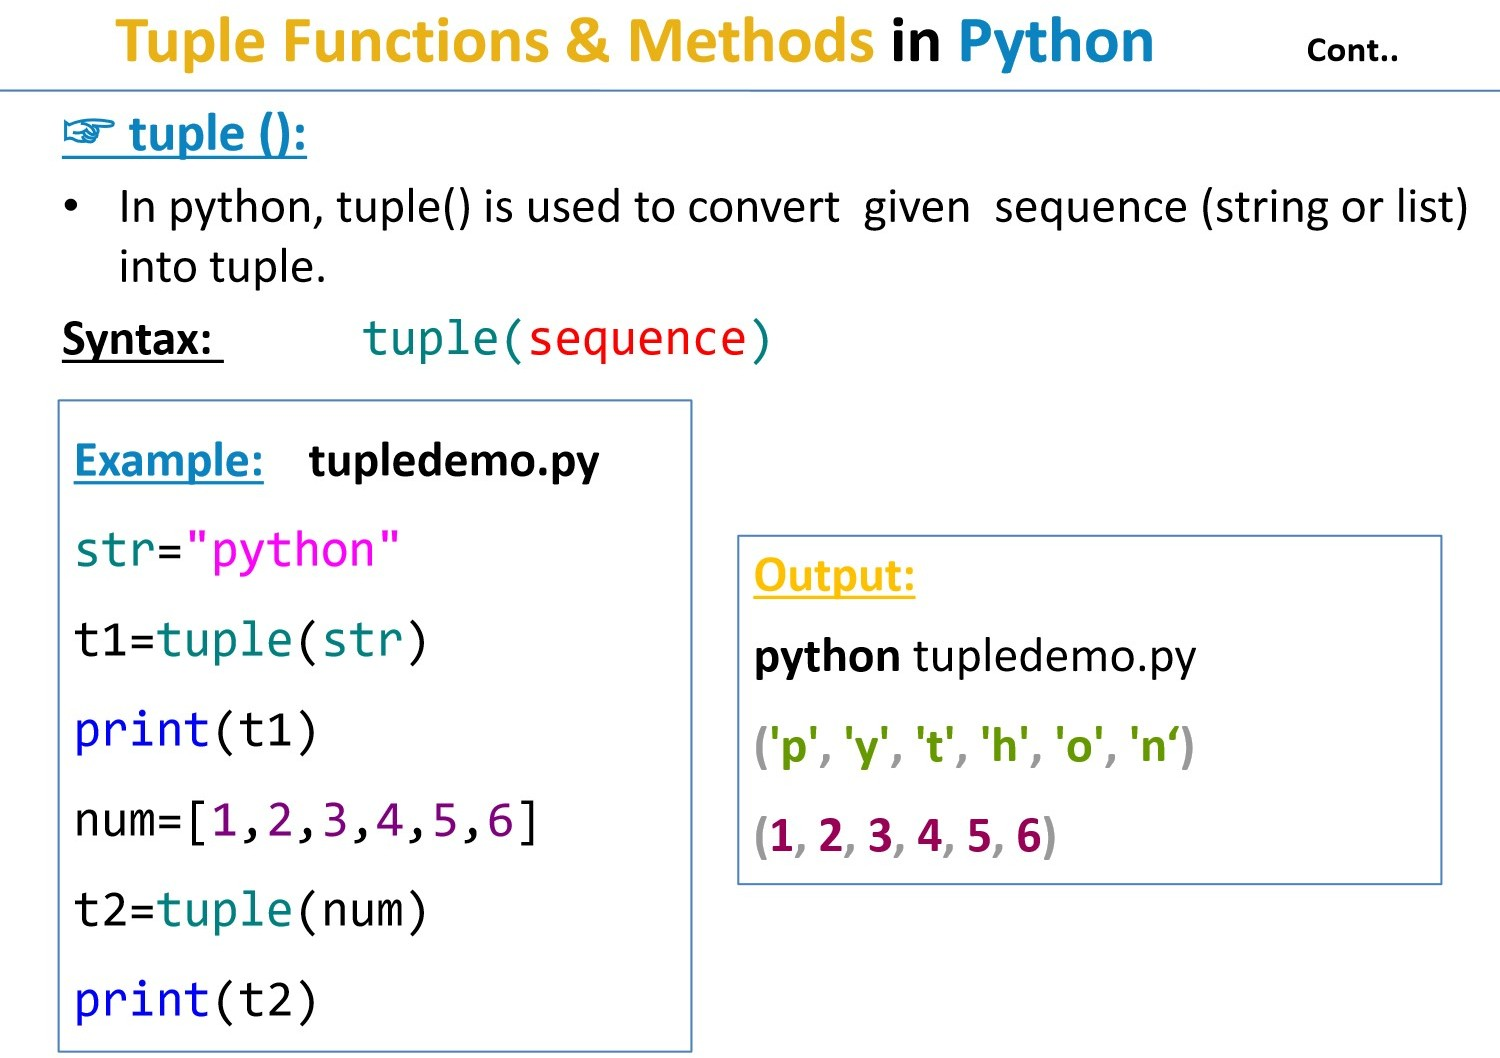 Tuple Functions & Methods in Python Cont..
☞ tuple ():
• In python, tuple() is used to convert given sequence (string or list)
into tuple.
Syntax: tuple(sequence)
Example: tupledemo.py
str="python"
t1=tuple(str)
print(t1)
num=[1,2,3,4,5,6]
t2=tuple(num)
print(t2)
Output:
python tupledemo.py
('p', 'y', 't', 'h', 'o', 'n‘)
(1, 2, 3, 4, 5, 6)